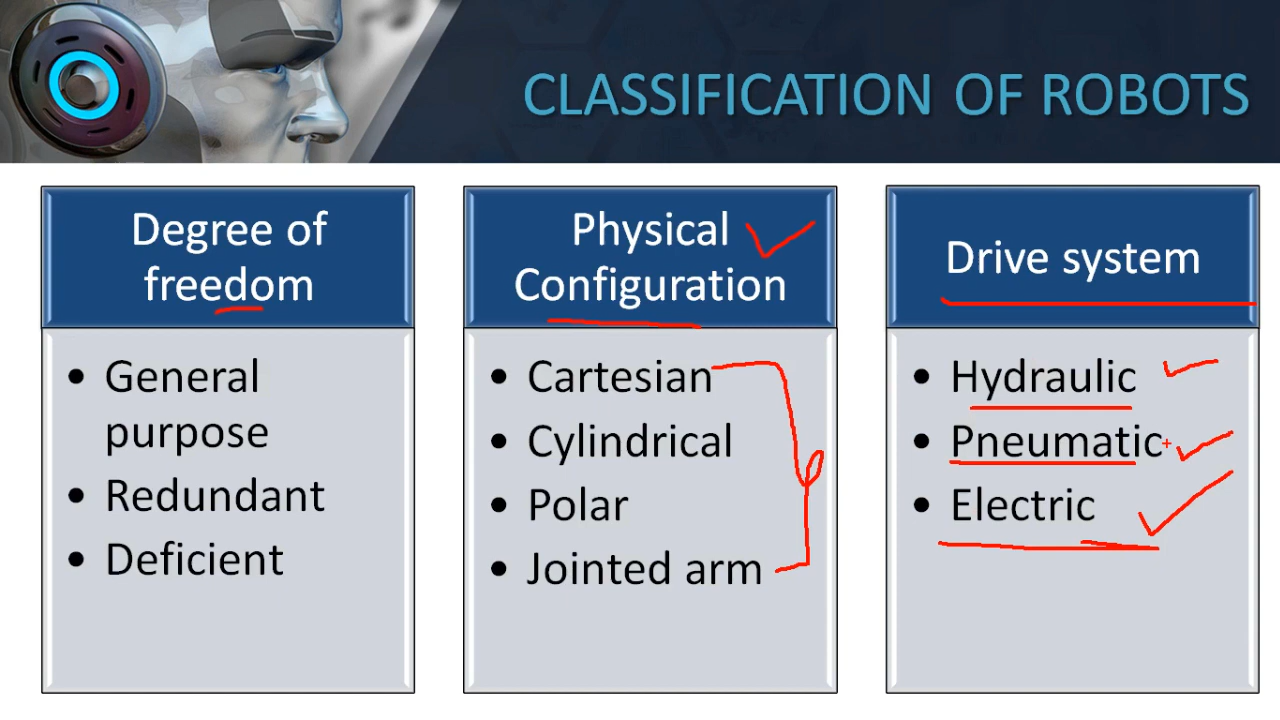 CLASSIFICATION OF ROBOTS
Degree of
freedom
• General
purpose
• Redundant
• Deficient
Physical
Configuration
• Cartesian
• Cylindrical
• Polar
• Jointed arm
Drive system
• Hydraulic
• Pneumatic
• Electric